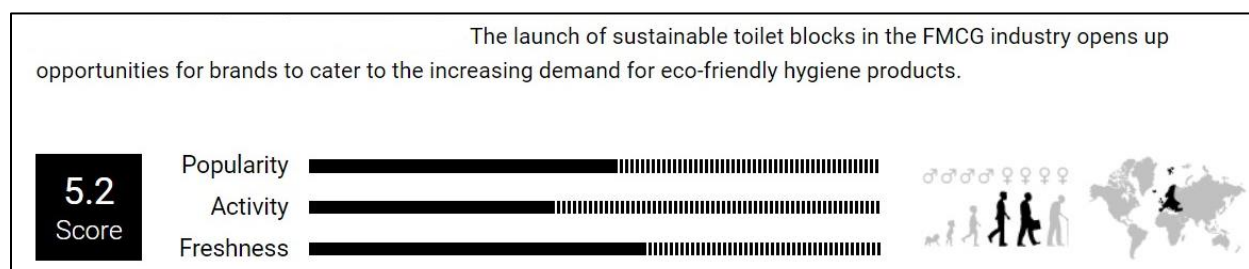 The launch of sustainable toilet blocks in the FMCG industry opens up
opportunities for brands to cater to the increasing demand for eco-friendly hygiene products.
5.2
Score
Popularity
Activity
Freshness